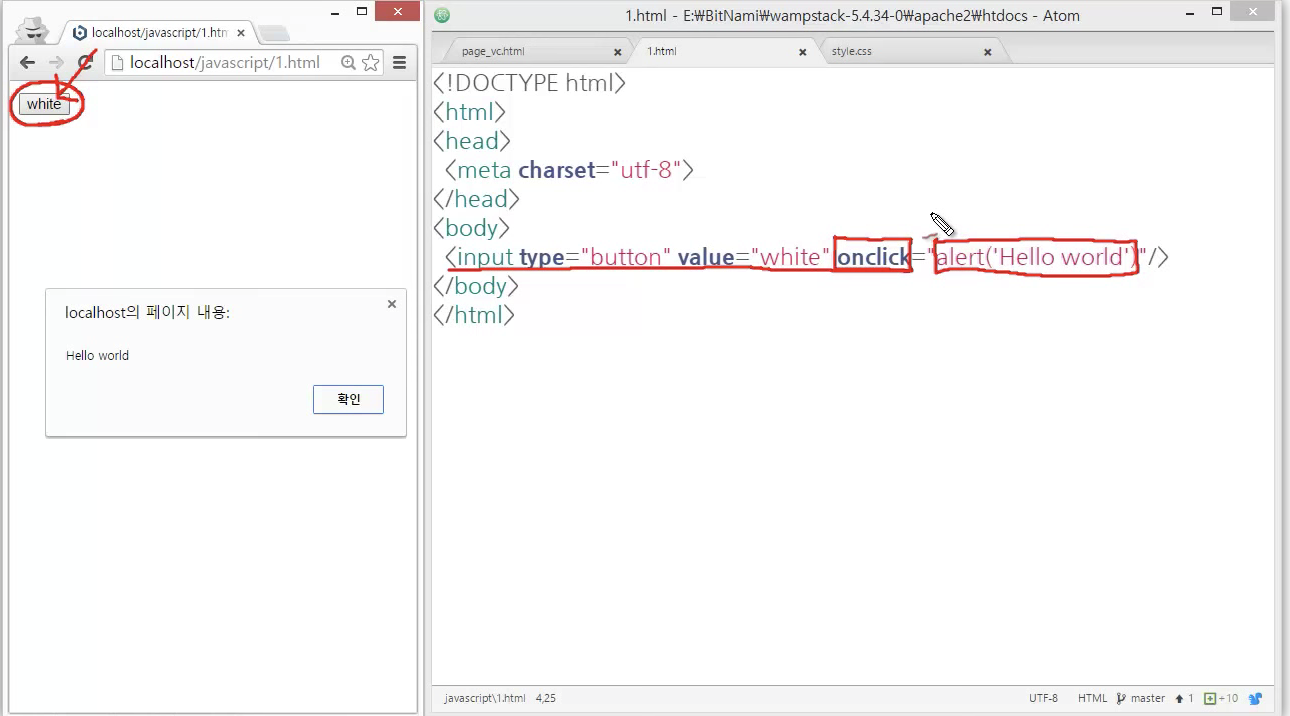 localhost/javascript/1.htm
localhost/javascript/1.html
white
localhost의 페이지 내용:
Hello world
확인
1.html - E:₩BitNami₩wampstack-5.4.34-0₩apache2₩htdocs - Atom
page_vc.html
1.html
style.css
<!DOCTYPE html>
<html>
<head>
<meta charset="utf-8">
</head>
<body>
<input type="button" value="white" onclick="alert('Hello world')"/>
</body>
</html>
javascript\1.html 4,25
UTF-8 HTML master 1 +10